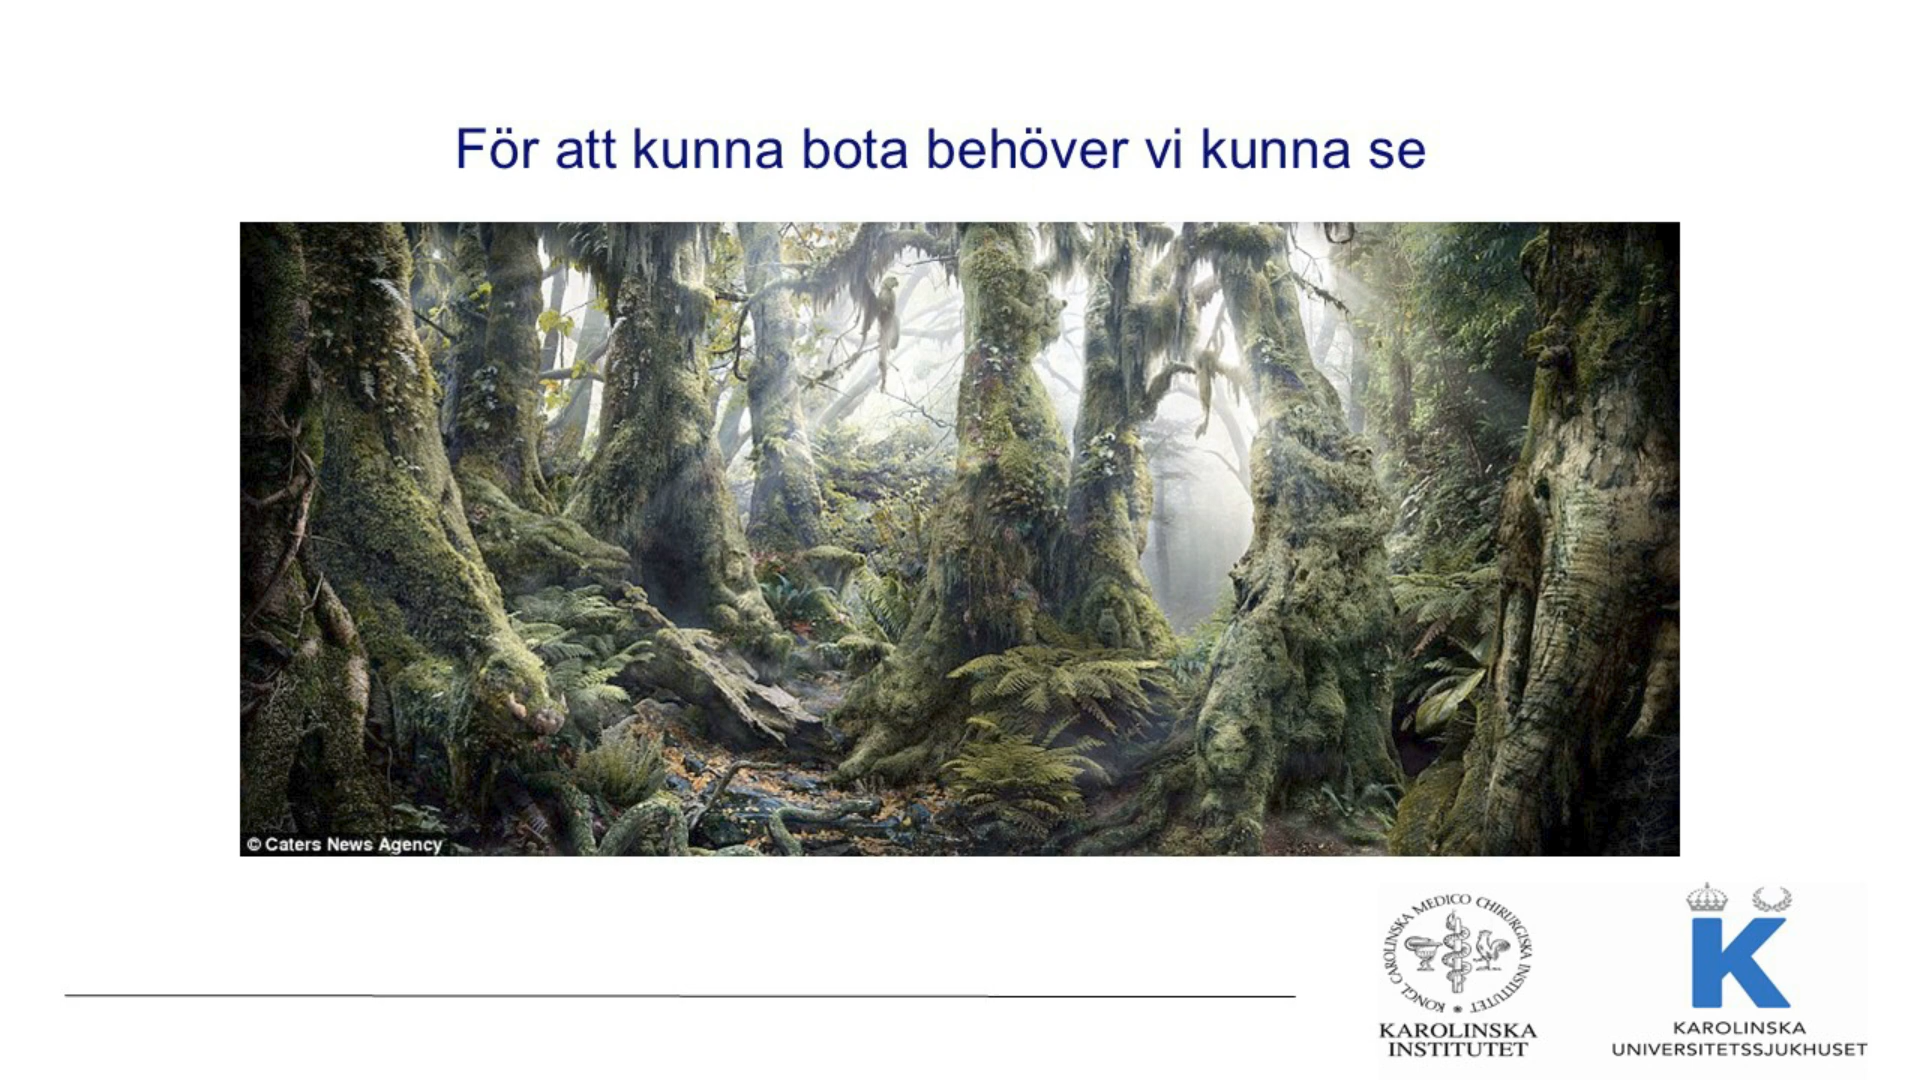 För att kunna bota behöver vi kunna se
© Caters News Agency
KONGL CAROLINSKA MEDICO CHIRURGISKA INSTITUTET *
KAROLINSKA
INSTITUTET
K
KAROLINSKA
UNIVERSITETSSJUKHUSET